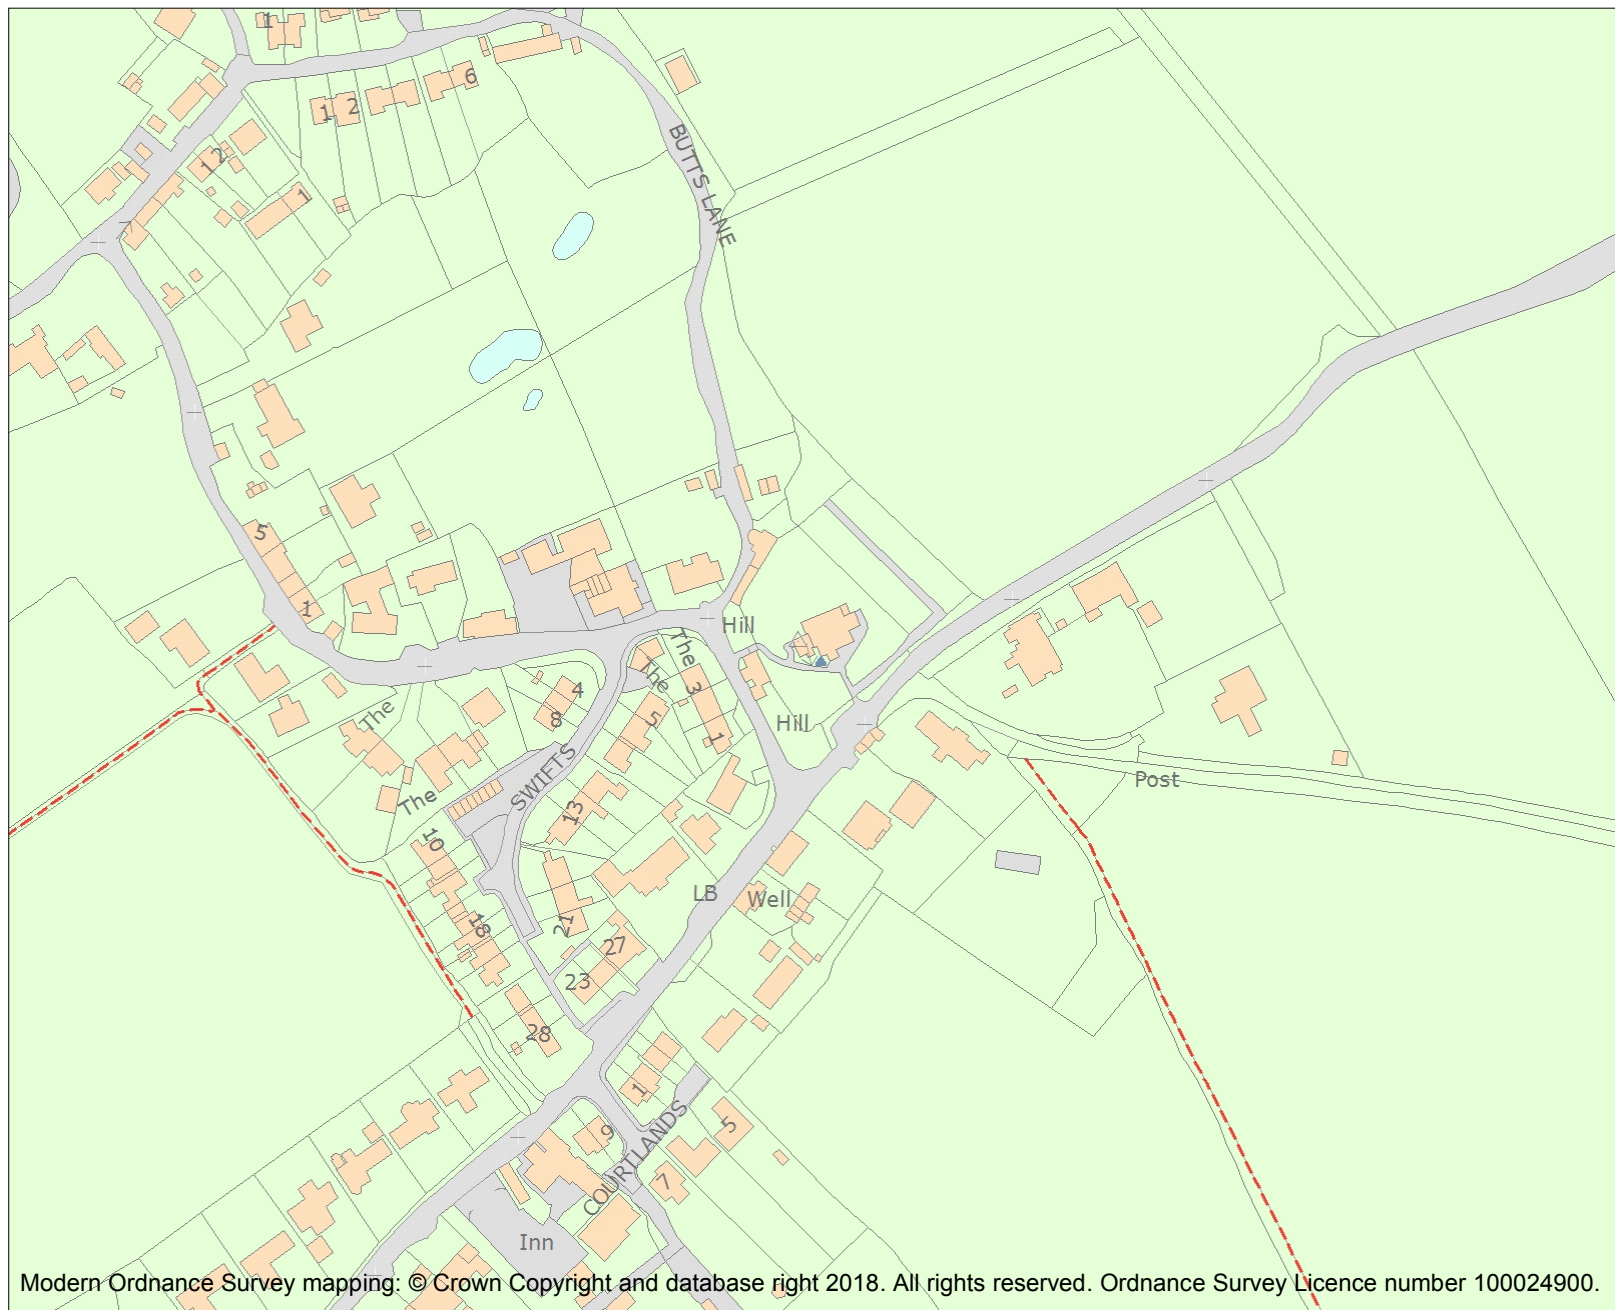 1
6
1 2
BUTTS LANE
1 2
1
7
5
1
Hill
The
The
3
4
8
5
1
The
Hill
SWIFTS
Post
The
13
10
LB
Well
18
21
27
23
28
1
COURTLANDS
9
5
7
Inn
Modern Ordnance Survey mapping: © Crown Copyright and database right 2018. All rights reserved. Ordnance Survey Licence number 100024900.